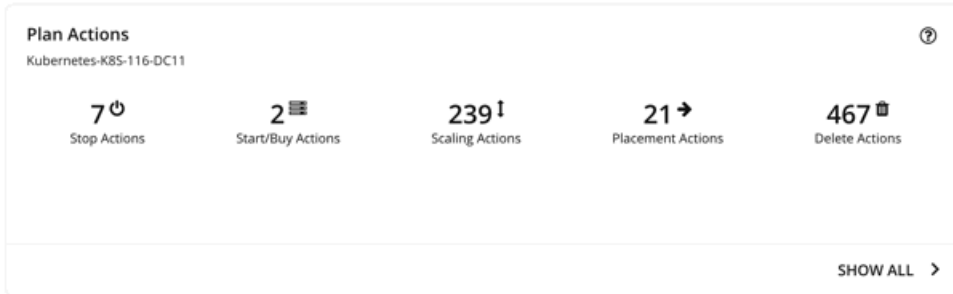 Plan Actions
Kubernetes-K8S-116-DC11
7 2 239 21 467
Stop Actions Start/Buy Actions Scaling Actions Placement Actions Delete Actions
SHOW ALL